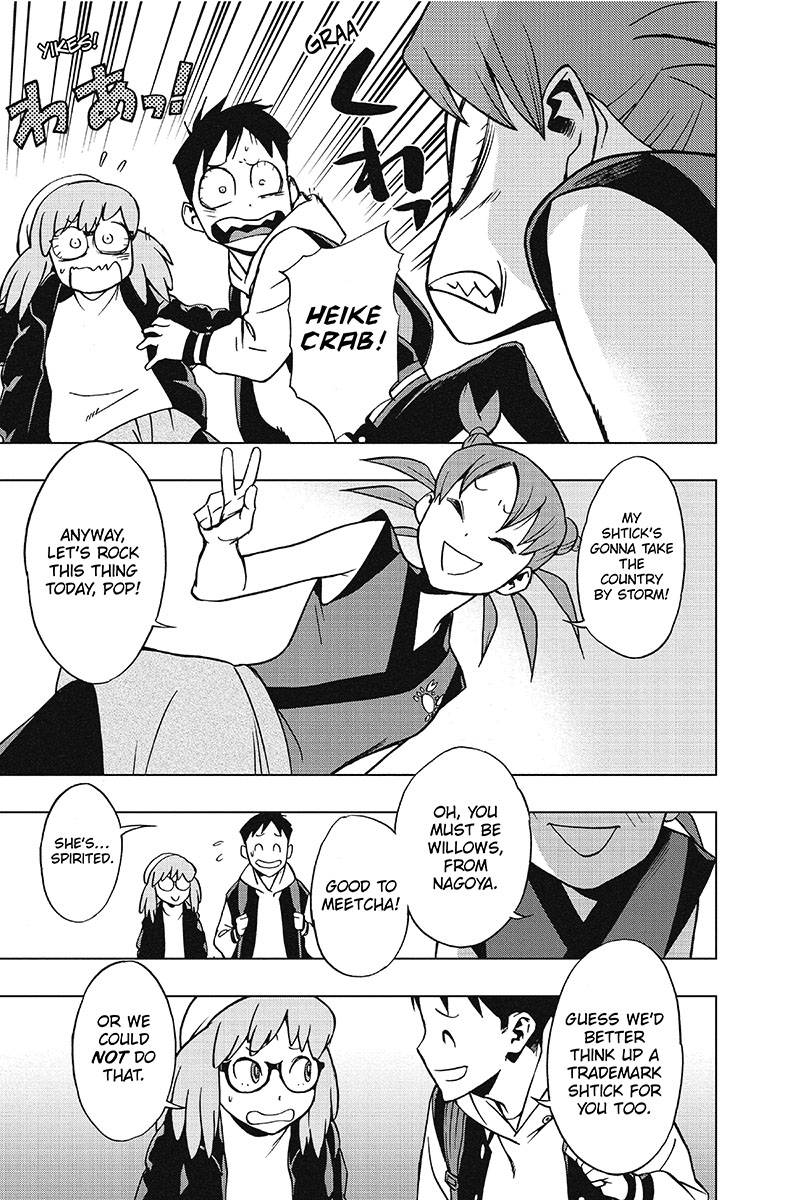 GRAA
くわっ
YIKES!
わあっ!
HEIKE
CRAB!
MY
SHTICK'S
GONNA TAKE
THE
COUNTRY
BY STORM!
ANYWAY,
LET'S ROCK
THIS THING
TODAY, POP!
OH, YOU
MUST BE
WILLOWS,
FROM
NAGOYA.
GOOD TO
MEETCHA!
SHE'S...
SPIRITED.
GUESS WE'D
BETTER
THINK UP A
TRADEMARK
SHTICK FOR
YOU TOO.
OR WE
COULD
NOT DO
THAT.